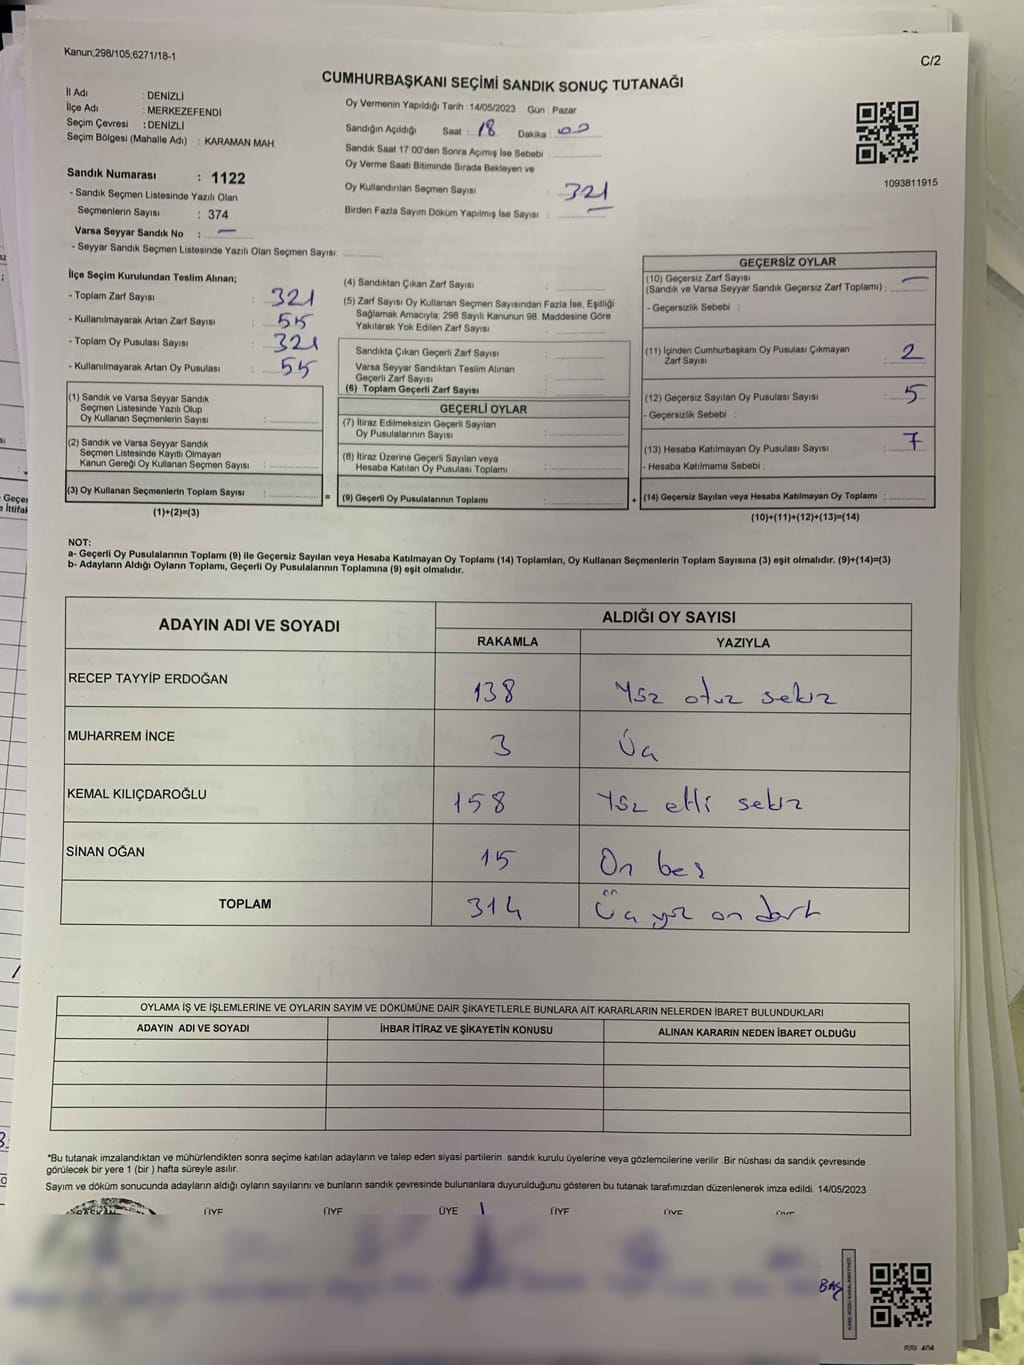 Kanun,298/105;6271/18-1
C/2
CUMHURBAŞKANI SEÇİMİ SANDIK SONUÇ TUTANAĞI
İl Adı : DENİZLİ
İlçe Adı : MERKEZEFENDİ
Seçim Çevresi : DENİZLİ
Seçim Bölgesi (Mahalle Adı) : KARAMAN MAH.
Sandık Numarası : 1122
- Sandık Seçmen Listesinde Yazılı Olan
Seçmenlerin Sayısı : 374
Varsa Seyyar Sandık No : —
- Seyyar Sandık Seçmen Listesinde Yazılı Olan Seçmen Sayısı:
Oy Vermenin Yapıldığı Tarih : 14/05/2023 Gün : Pazar
Sandığın Açıldığı Saat : 18 Dakika : 00
Sandık Saat 17:00'den Sonra Açımış İse Sebebi :
Oy Verme Saati Bitiminde Sırada Bekleyen ve
Oy Kullandırılan Seçmen Sayısı : 321
Birden Fazla Sayım Döküm Yapılmış İse Sayısı : —
1093811915
İlçe Seçim Kurulundan Teslim Alınan;
- Toplam Zarf Sayısı : 321
- Kullanılmayarak Artan Zarf Sayısı : 55
- Toplam Oy Pusulası Sayısı : 321
- Kullanılmayarak Artan Oy Pusulası : 55
(1) Sandık ve Varsa Seyyar Sandık
Seçmen Listesinde Yazılı Olup
Oy Kullanan Seçmenlerin Sayısı :
(2) Sandık ve Varsa Seyyar Sandık
Seçmen Listesinde Kayıtlı Olmayan
Kanun Gereği Oy Kullanan Seçmen Sayısı :
(3) Oy Kullanan Seçmenlerin Toplam Sayısı :
(1)+(2)=(3)
(4) Sandıktan Çıkan Zarf Sayısı :
(5) Zarf Sayısı Oy Kullanan Seçmen Sayısından Fazla İse, Eşitliği
Sağlamak Amacıyla; 298 Sayılı Kanunun 98. Maddesine Göre
Yakılarak Yok Edilen Zarf Sayısı :
Sandıkta Çıkan Geçerli Zarf Sayısı :
Varsa Seyyar Sandıktan Teslim Alınan
Geçerli Zarf Sayısı :
(6) Toplam Geçerli Zarf Sayısı :
GEÇERLİ OYLAR
(7) İtiraz Edilmeksizin Geçerli Sayılan
Oy Pusulalarının Sayısı :
(8) İtiraz Üzerine Geçerli Sayılan veya
Hesaba Katılan Oy Pusulası Toplamı :
= (9) Geçerli Oy Pusulalarının Toplamı :
GEÇERSİZ OYLAR
(10) Geçersiz Zarf Sayısı
(Sandık ve Varsa Seyyar Sandık Geçersiz Zarf Toplamı) : —
- Geçersizlik Sebebi :
(11) İçinden Cumhurbaşkanı Oy Pusulası Çıkmayan
Zarf Sayısı : 2
(12) Geçersiz Sayılan Oy Pusulası Sayısı : 5
- Geçersizlik Sebebi :
(13) Hesaba Katılmayan Oy Pusulası Sayısı : 7
- Hesaba Katılmama Sebebi :
+ (14) Geçersiz Sayılan veya Hesaba Katılmayan Oy Toplamı :
(10)+(11)+(12)+(13)=(14)
NOT:
a- Geçerli Oy Pusulalarının Toplamı (9) ile Geçersiz Sayılan veya Hesaba Katılmayan Oy Toplamı (14) Toplamları, Oy Kullanan Seçmenlerin Toplam Sayısına (3) eşit olmalıdır. (9)+(14)=(3)
b- Adayların Aldığı Oyların Toplamı, Geçerli Oy Pusulalarının Toplamına (9) eşit olmalıdır.
ADAYIN ADI VE SOYADI
ALDIĞI OY SAYISI
RAKAMLA YAZIYLA
RECEP TAYYİP ERDOĞAN 138 Yüz otuz sekiz
MUHARREM İNCE 3 Üç
KEMAL KILIÇDAROĞLU 158 Yüz elli sekiz
SİNAN OĞAN 15 On beş
TOPLAM 314 Üç yüz on dört
OYLAMA İŞ VE İŞLEMLERİNE VE OYLARIN SAYIM VE DÖKÜMÜNE DAİR ŞİKAYETLERLE BUNLARA AİT KARARLARIN NELERDEN İBARET BULUNDUKLARI
ADAYIN ADI VE SOYADI İHBAR İTİRAZ VE ŞİKAYETİN KONUSU ALINAN KARARIN NEDEN İBARET OLDUĞU
*Bu tutanak imzalandıktan ve mühürlendikten sonra seçime katılan adayların ve talep eden siyasi partilerin sandık kurulu üyelerine veya gözlemcilerine verilir .Bir nüshası da sandık çevresinde
görülecek bir yere 1 (bir ) hafta süreyle asılır.
Sayım ve döküm sonucunda adayların aldığı oyların sayılarını ve bunların sandık çevresinde bulunanlara duyurulduğunu gösteren bu tutanak tarafımızdan düzenlenerek imza edildi. 14/05/2023
BAŞKAN ÜYE ÜYE ÜYE ÜYE ÜYE ÜYE
BAŞ